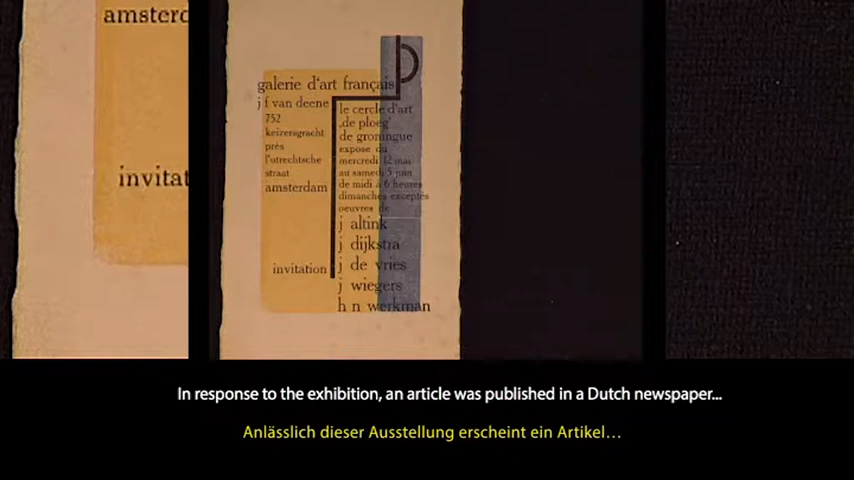 amsterd
invitat
galerie d'art français
j f van deene
752
keizersgracht
près
l'utrechtsche
straat
amsterdam
invitation
le cercle d'art
‚de ploeg'
de groningue
expose du
mercredi 12 mai
au samedi 5 juin
de midi à 6 heures
dimanches exceptés
oeuvres de
j altink
j dijkstra
j de vries
j wiegers
h n werkman
In response to the exhibition, an article was published in a Dutch newspaper...
Anlässlich dieser Ausstellung erscheint ein Artikel…